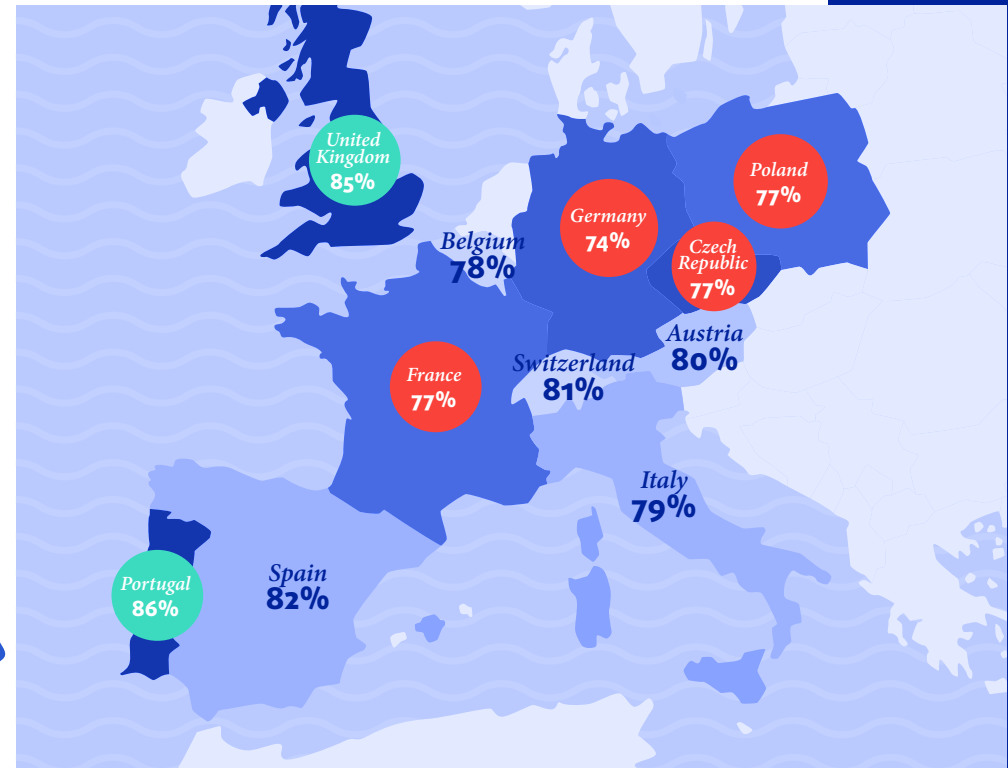 United
Kingdom
85%
Poland
77%
Germany
74%
Belgium
78%
Czech
Republic
77%
Austria
80%
Switzerland
81%
France
77%
Italy
79%
Spain
82%
Portugal
86%